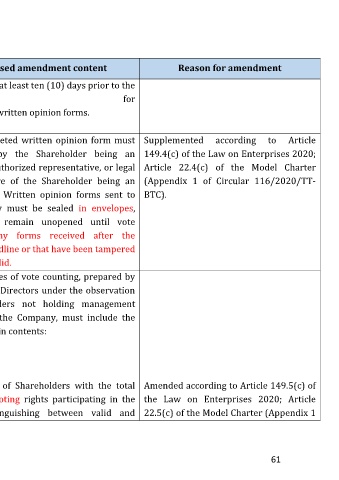 sed amendment content Reason for amendment
at least ten (10) days prior to the
for
written opinion forms.
eted written opinion form must Supplemented according to Article
by the Shareholder being an 149.4(c) of the Law on Enterprises 2020;
uthorized representative, or legal Article 22.4(c) of the Model Charter
e of the Shareholder being an (Appendix 1 of Circular 116/2020/TT-
Written opinion forms sent to BTC).
y must be sealed in envelopes,
remain unopened until vote
ny forms received after the
dline or that have been tampered
lid.
es of vote counting, prepared by
Directors under the observation
ders not holding management
the Company, must include the
in contents:
of Shareholders with the total Amended according to Article 149.5(c) of
oting rights participating in the the Law on Enterprises 2020; Article
nguishing between valid and 22.5(c) of the Model Charter (Appendix 1
61